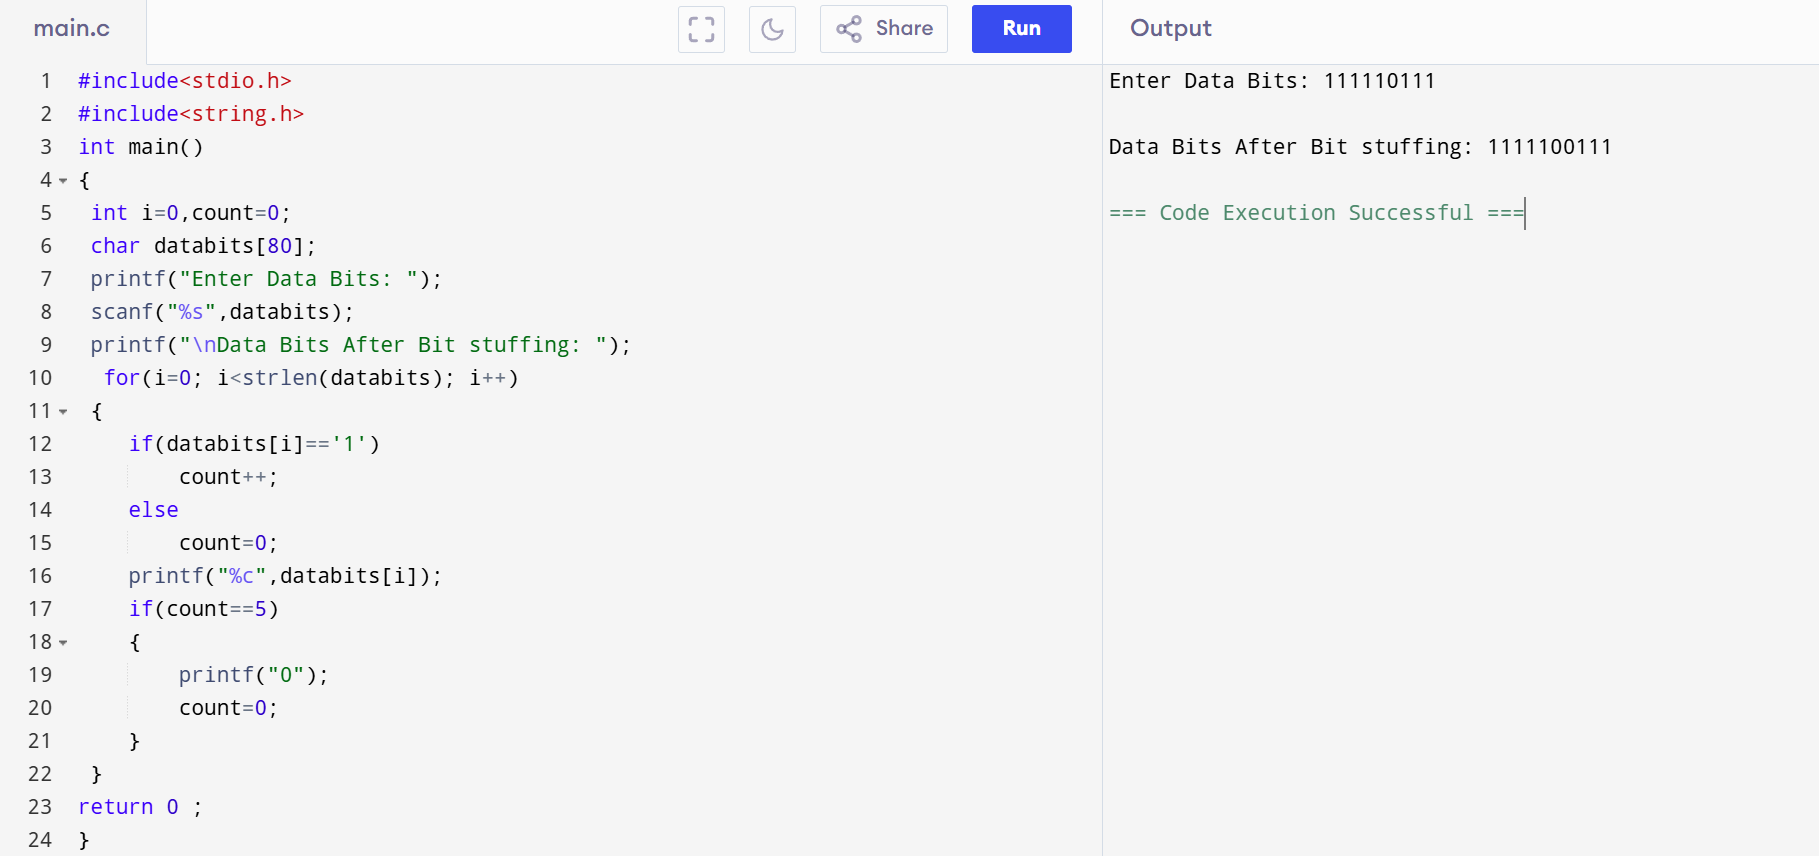 main.c
Share
Run
Output
1 #include<stdio.h>
2 #include<string.h>
3 int main()
4 {
5  int i=0,count=0;
6  char databits[80];
7  printf("Enter Data Bits: ");
8  scanf("%s",databits);
9  printf("\nData Bits After Bit stuffing: ");
10   for(i=0; i<strlen(databits); i++)
11  {
12     if(databits[i]=='1')
13         count++;
14     else
15         count=0;
16     printf("%c",databits[i]);
17     if(count==5)
18     {
19         printf("0");
20         count=0;
21     }
22  }
23 return 0 ;
24 }
Enter Data Bits: 111110111
Data Bits After Bit stuffing: 1111100111
=== Code Execution Successful ===